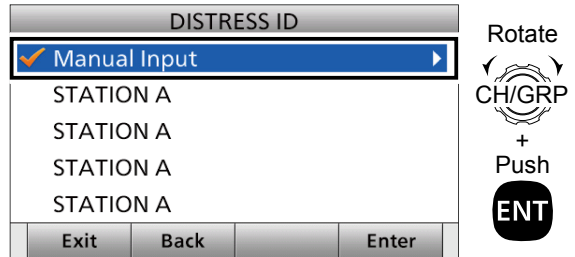 DISTRESS ID
Manual Input
STATION A
STATION A
STATION A
STATION A
Exit Back Enter
Rotate
CH/GRP
+
Push
ENT